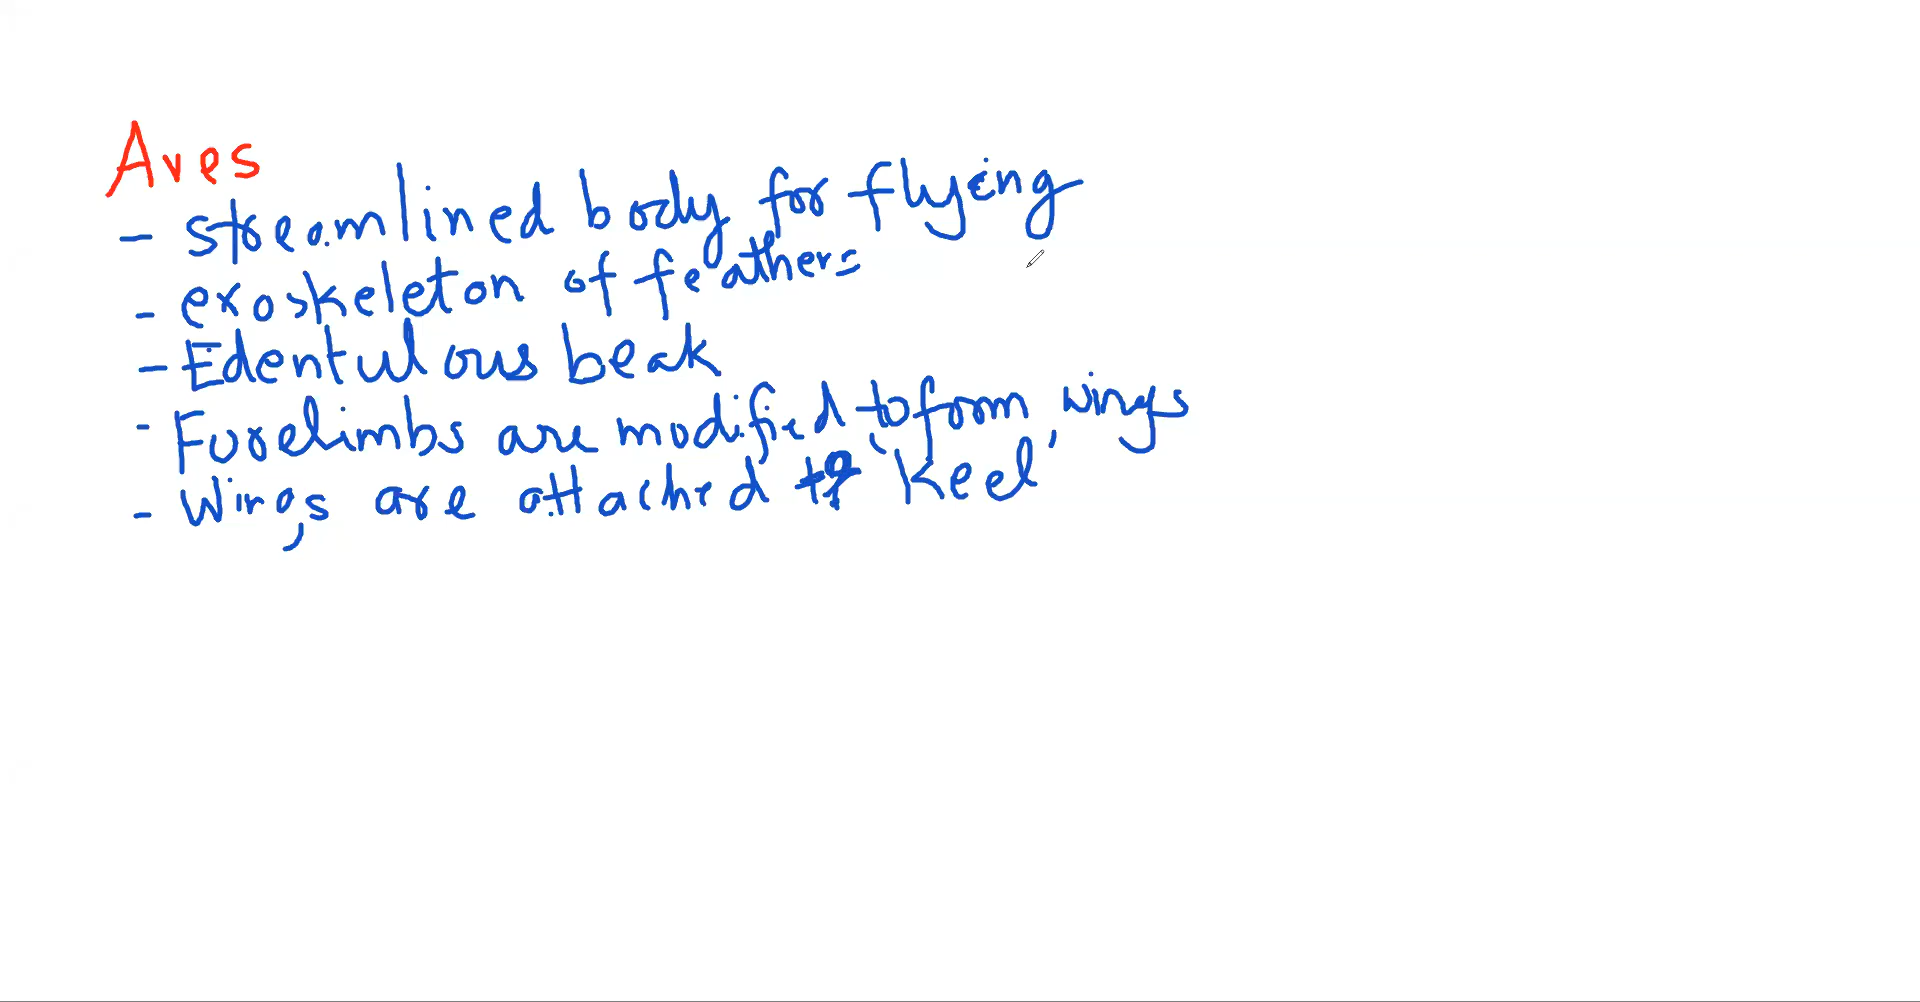 Aves
- streamlined body for flying
- exoskeleton of feathers
- Edentulous beak
- Forelimbs are modified to form wings
- Wings are attached to 'Keel'